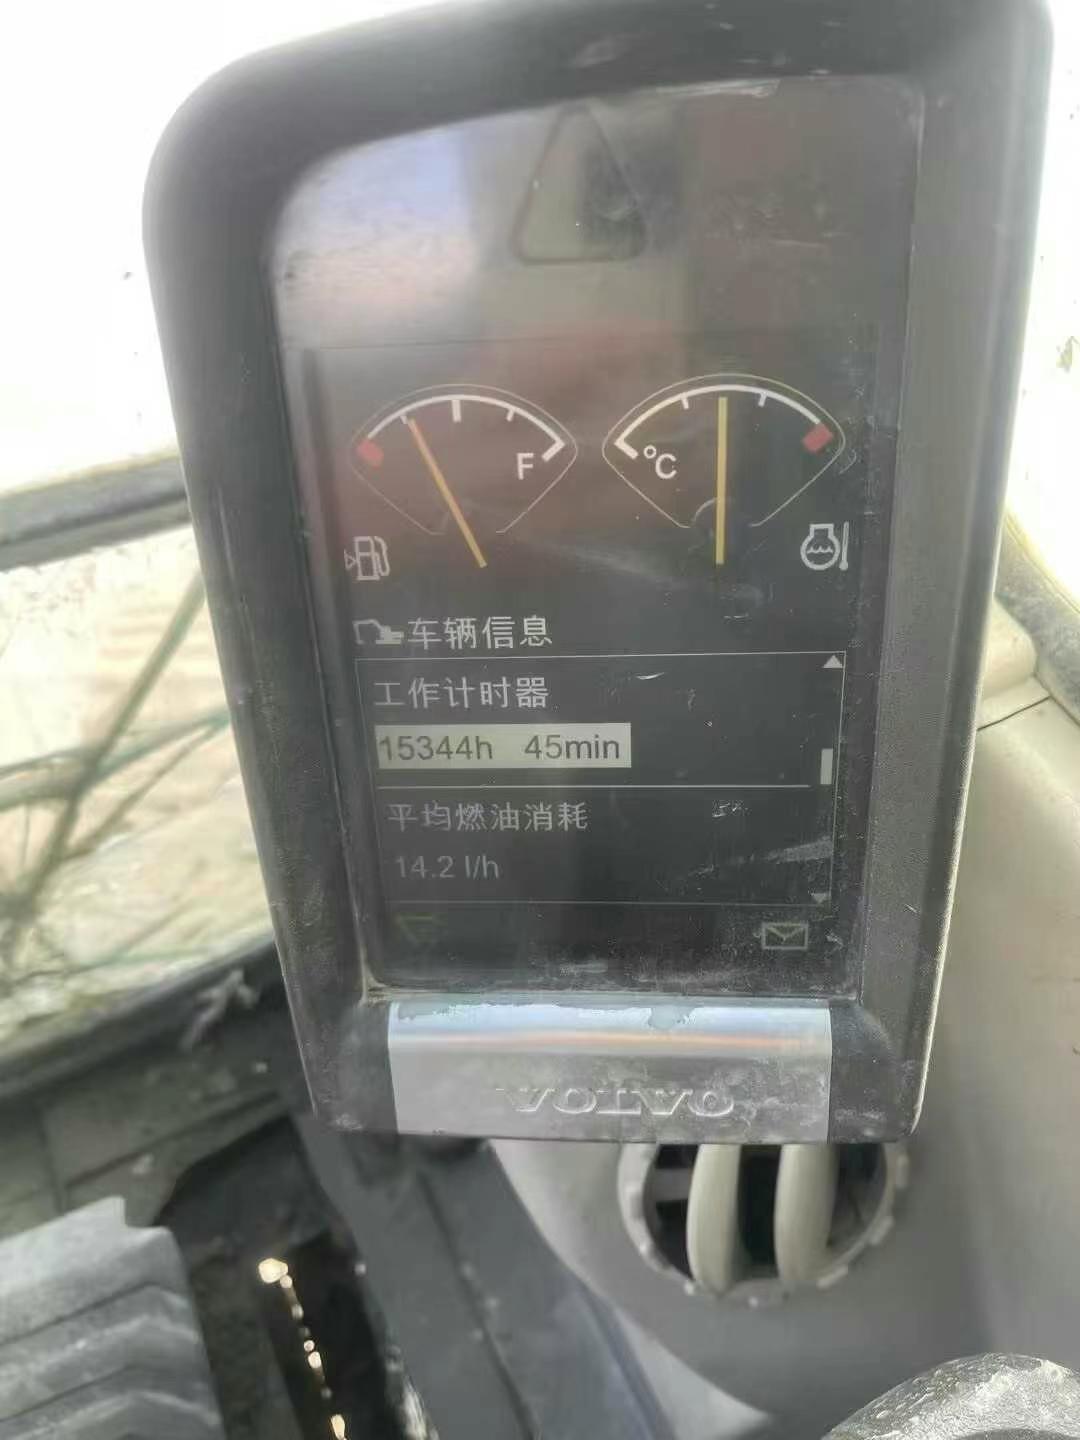 F
°C
车辆信息
工作计时器
15344h 45min
平均燃油消耗
14.2 l/h
VOLVO